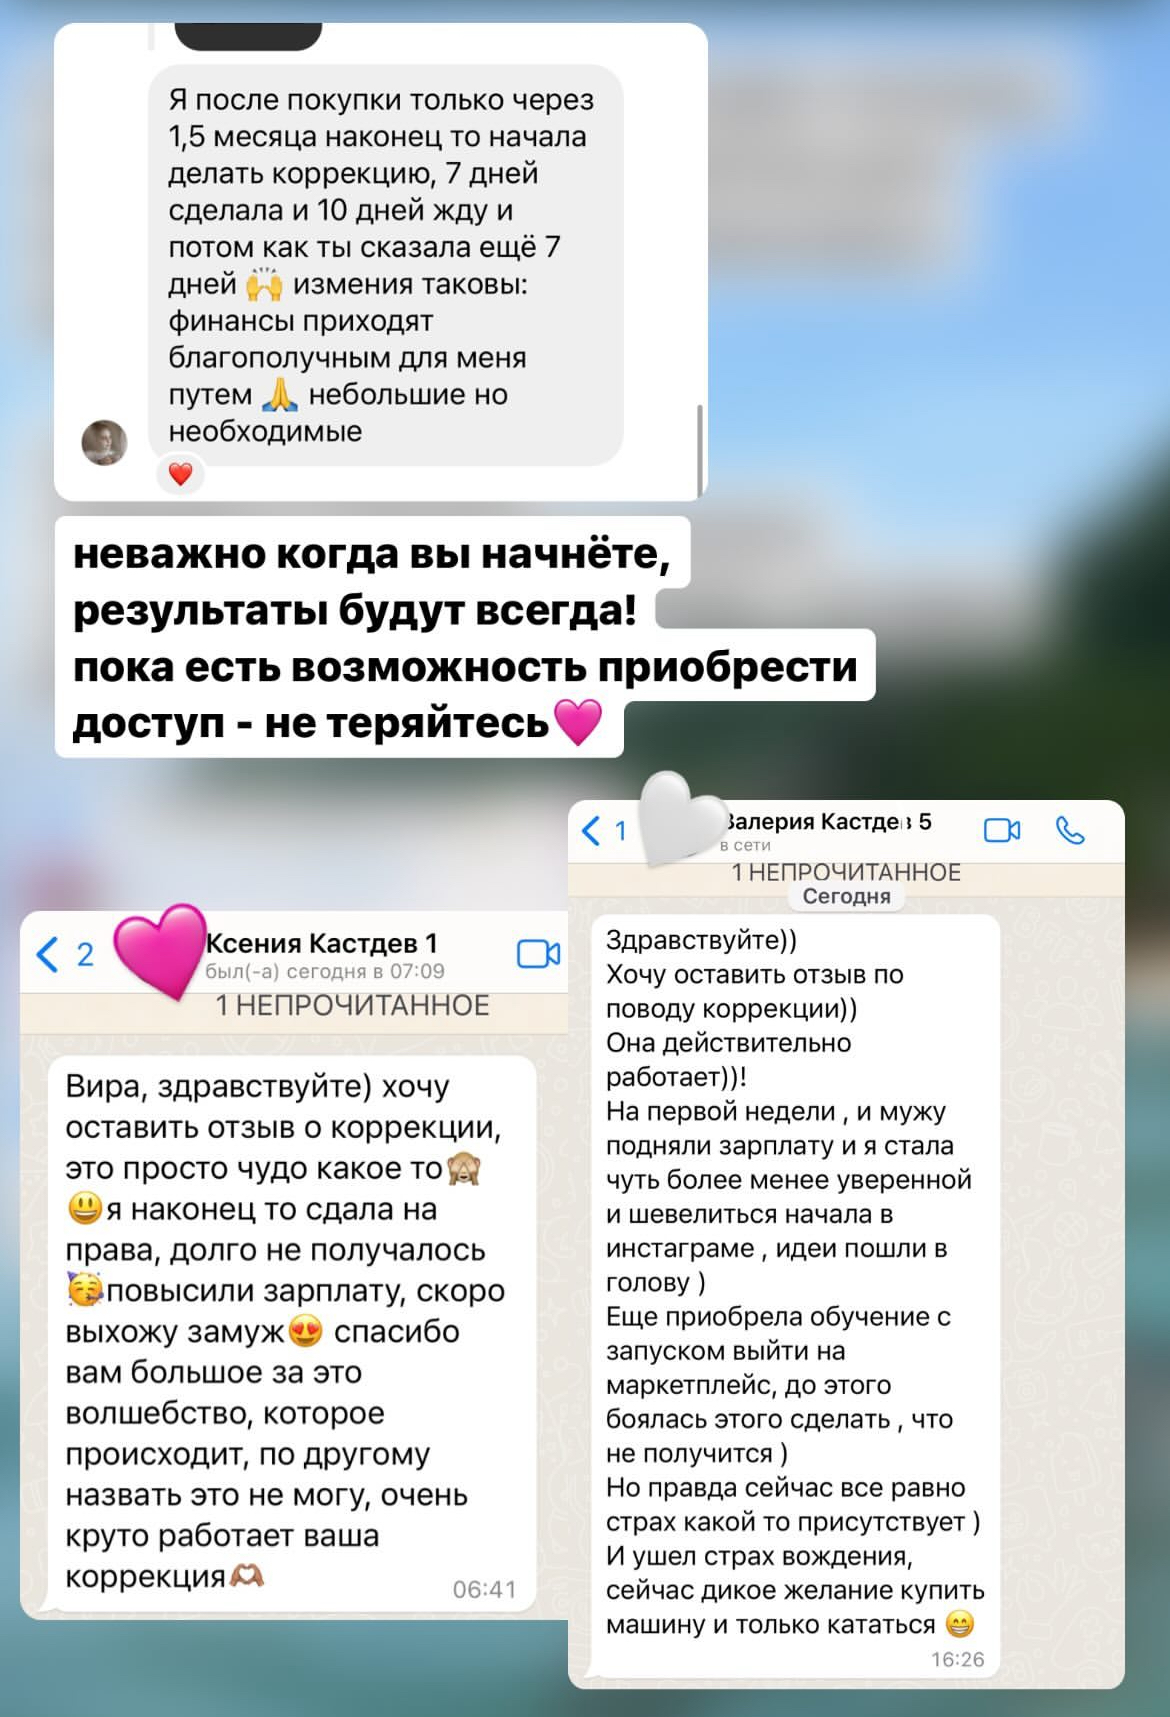 Я после покупки только через
1,5 месяца наконец то начала
делать коррекцию, 7 дней
сделала и 10 дней жду и
потом как ты сказала ещё 7
дней 🙌 измения таковы:
финансы приходят
благополучным для меня
путем 🙏 небольшие но
необходимые
❤️
неважно когда вы начнёте,
результаты будут всегда!
пока есть возможность приобрести
доступ - не теряйтесь🩷
2
Ксения Кастдев 1
был(-а) сегодня в 07:09
1 НЕПРОЧИТАННОЕ
Вира, здравствуйте) хочу
оставить отзыв о коррекции,
это просто чудо какое то🙈
😃я наконец то сдала на
права, долго не получалось
🥳повысили зарплату, скоро
выхожу замуж😍 спасибо
вам большое за это
волшебство, которое
происходит, по другому
назвать это не могу, очень
круто работает ваша
коррекция🫶🏽
06:41
1
Валерия Кастдев 5
в сети
1 НЕПРОЧИТАННОЕ
Сегодня
Здравствуйте))
Хочу оставить отзыв по
поводу коррекции))
Она действительно
работает))!
На первой недели , и мужу
подняли зарплату и я стала
чуть более менее уверенной
и шевелиться начала в
инстаграме , идеи пошли в
голову )
Еще приобрела обучение с
запуском выйти на
маркетплейс, до этого
боялась этого сделать , что
не получится )
Но правда сейчас все равно
страх какой то присутствует )
И ушел страх вождения,
сейчас дикое желание купить
машину и только кататься 😁
16:26